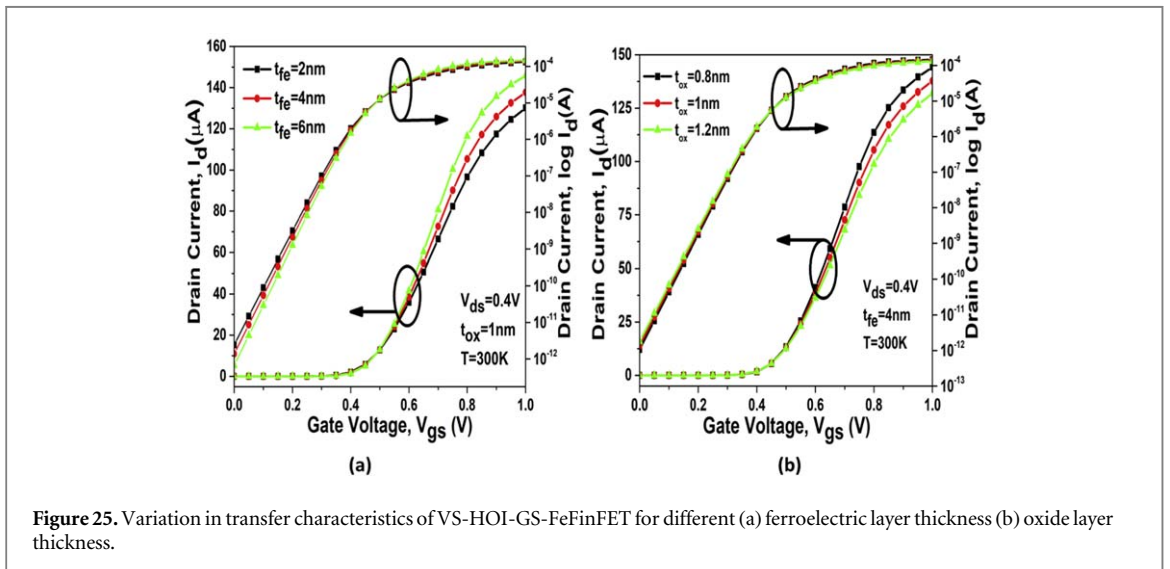 160
140
120
100
80
60
40
20
0
Drain Current, I_d(μA)
t_fe=2nm
t_fe=4nm
t_fe=6nm
V_ds=0.4V
t_ox=1nm
T=300K
10^-4
10^-5
10^-6
10^-7
10^-8
10^-9
10^-10
10^-11
10^-12
Drain Current, log I_d(A)
0.0 0.2 0.4 0.6 0.8 1.0
Gate Voltage, V_gs (V)
(a)
150
125
100
75
50
25
0
Drain Current, I_d(μA)
t_ox=0.8nm
t_ox=1nm
t_ox=1.2nm
V_ds=0.4V
t_fe=4nm
T=300K
10^-4
10^-5
10^-6
10^-7
10^-8
10^-9
10^-10
10^-11
10^-12
10^-13
Drain Current, log I_d(A)
0.0 0.2 0.4 0.6 0.8 1.0
Gate Voltage, V_gs (V)
(b)
Figure 25. Variation in transfer characteristics of VS-HOI-GS-FeFinFET for different (a) ferroelectric layer thickness (b) oxide layer
thickness.